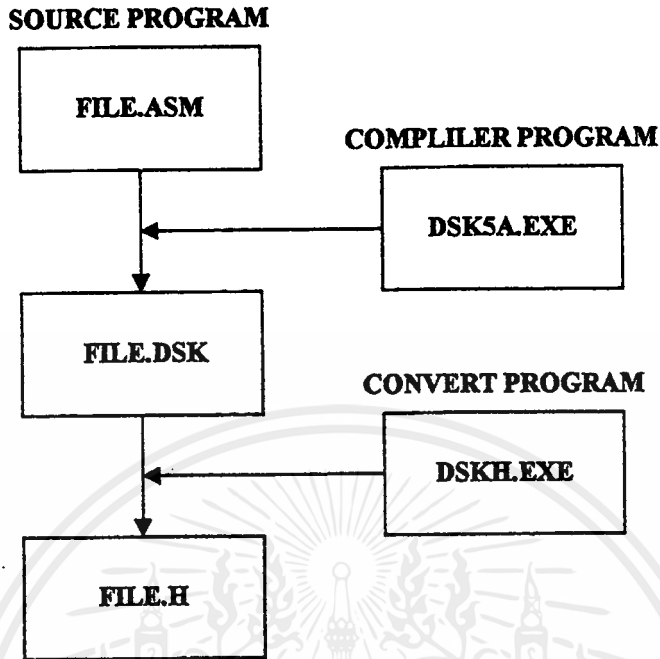 SOURCE PROGRAM
FILE.ASM
COMPLILER PROGRAM
DSK5A.EXE
FILE.DSK
CONVERT PROGRAM
DSKH.EXE
FILE.H